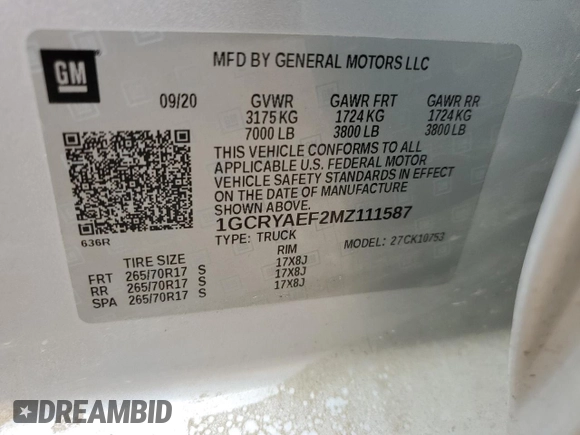 GM
MFD BY GENERAL MOTORS LLC
09/20 GVWR GAWR FRT GAWR RR
3175 KG 1724 KG 1724 KG
7000 LB 3800 LB 3800 LB
THIS VEHICLE CONFORMS TO ALL
APPLICABLE U.S. FEDERAL MOTOR
VEHICLE SAFETY STANDARDS IN EFFECT
ON THE DATE OF MANUFACTURE
SHOWN ABOVE.
1GCRYAEF2MZ111587
TYPE: TRUCK MODEL: 27CK10753
636R
TIRE SIZE RIM
FRT 265/70R17 S 17X8J
RR 265/70R17 S 17X8J
SPA 265/70R17 S 17X8J
DREAMBID